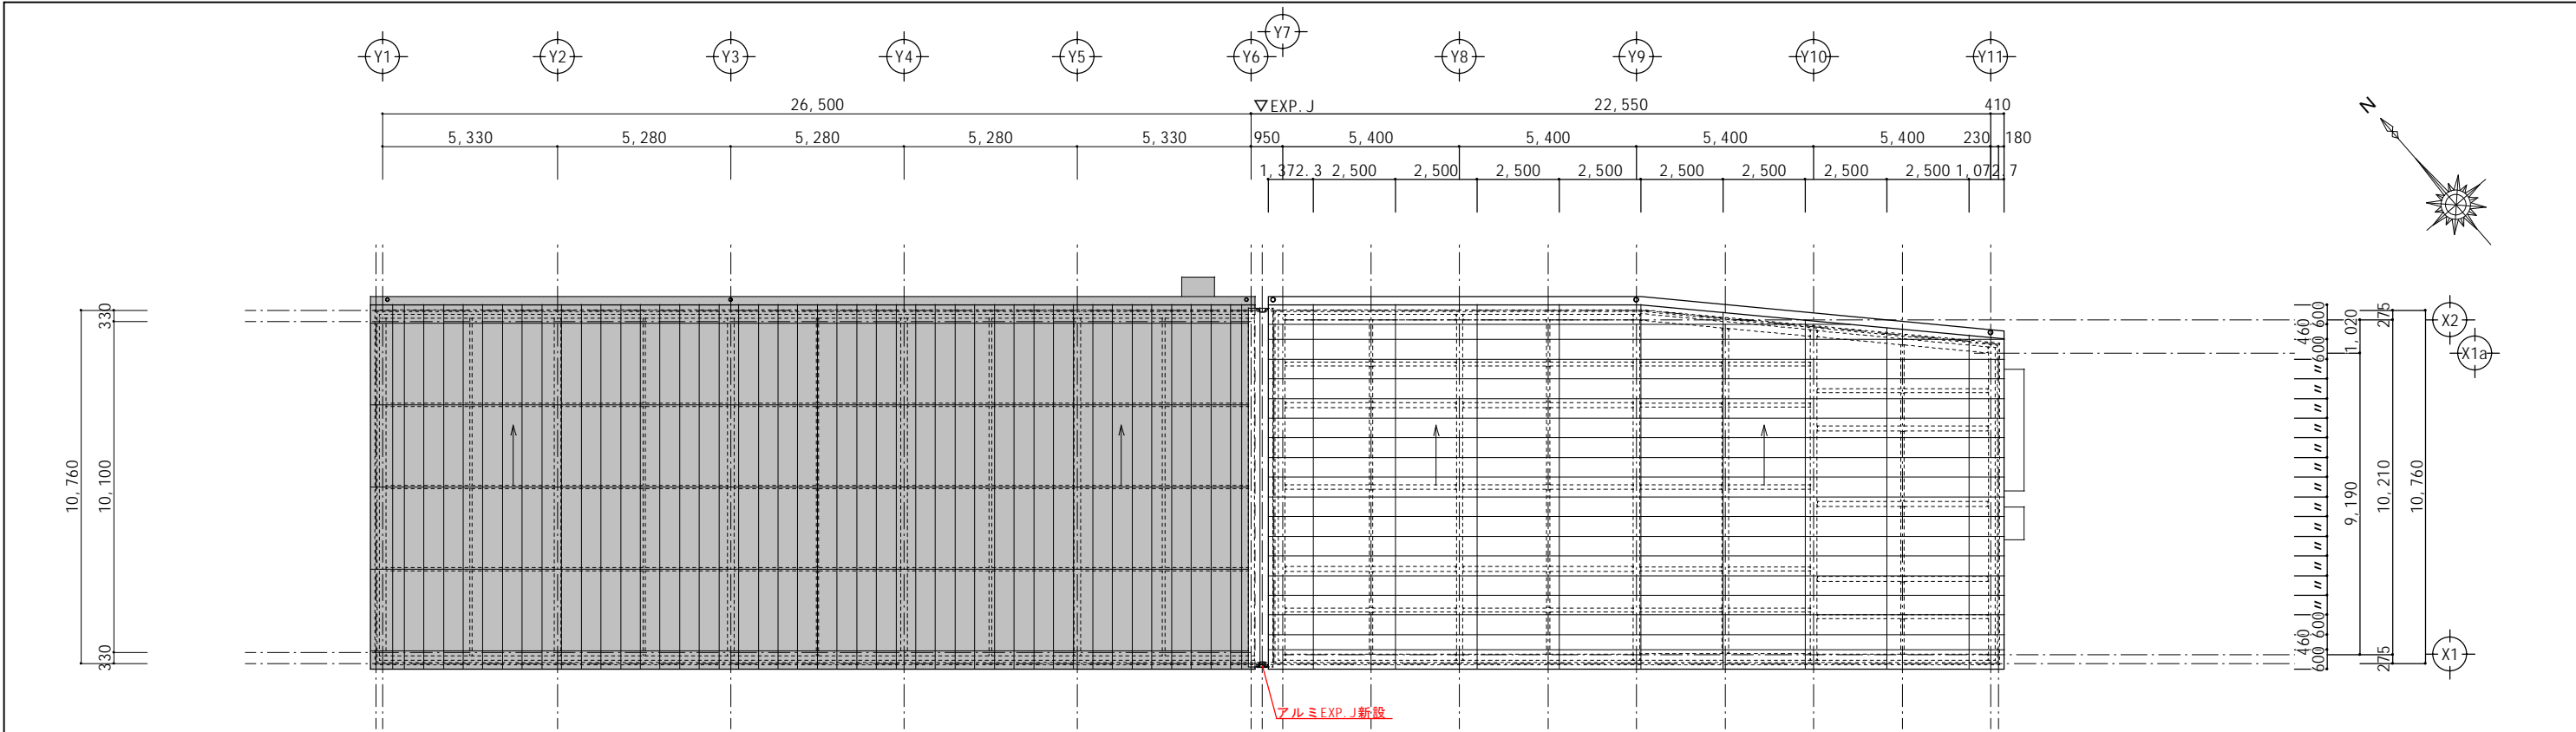 Y7
Y1 Y2 Y3 Y4 Y5 Y6 Y8 Y9 Y10 Y11
26,500 ▽EXP.J 22,550 410
N
5,330 5,280 5,280 5,280 5,330 950 5,400 5,400 5,400 5,400 230 180
1,372.3 2,500 2,500 2,500 2,500 2,500 2,500 2,500 2,500 1,072.7
330
10,760
10,100
330
600
460
600
〃
〃
〃
〃
〃
〃
〃
〃
〃
〃
〃
〃
〃
600
460
600
1,020
9,190
275
10,210
275
10,760
X2
X1a
X1
アルミEXP.J新設